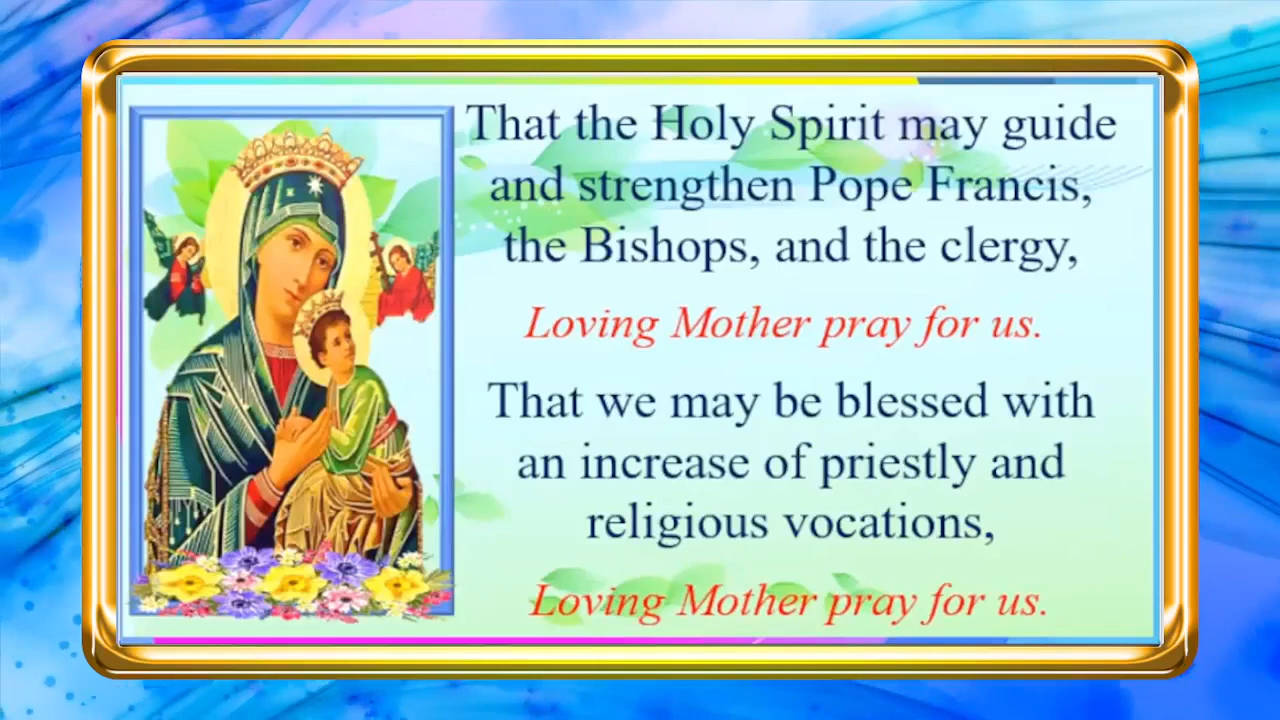 That the Holy Spirit may guide
and strengthen Pope Francis,
the Bishops, and the clergy,
Loving Mother pray for us.
That we may be blessed with
an increase of priestly and
religious vocations,
Loving Mother pray for us.